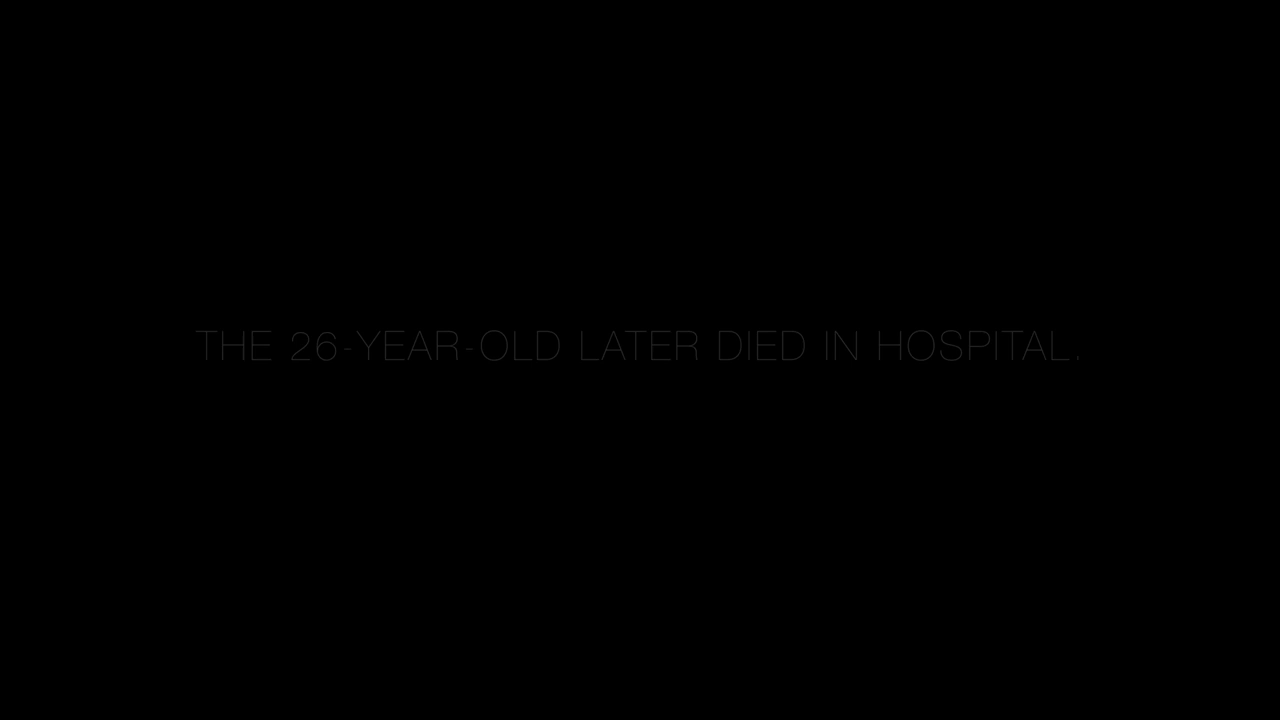 THE 26-YEAR-OLD LATER DIED IN HOSPITAL.